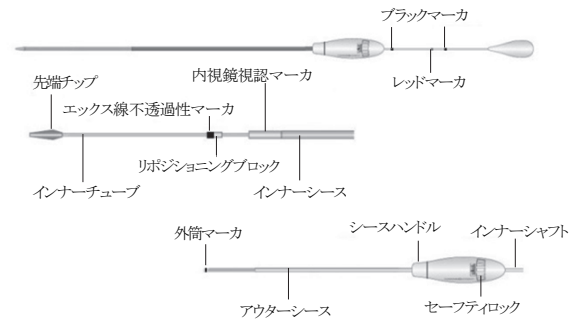 ブラックマーカ
レッドマーカ
先端チップ
内視鏡視認マーカ
エックス線不透過性マーカ
リポジショニングブロック
インナーチューブ
インナーシース
外筒マーカ
シースハンドル
インナーシャフト
アウターシース
セーフティロック